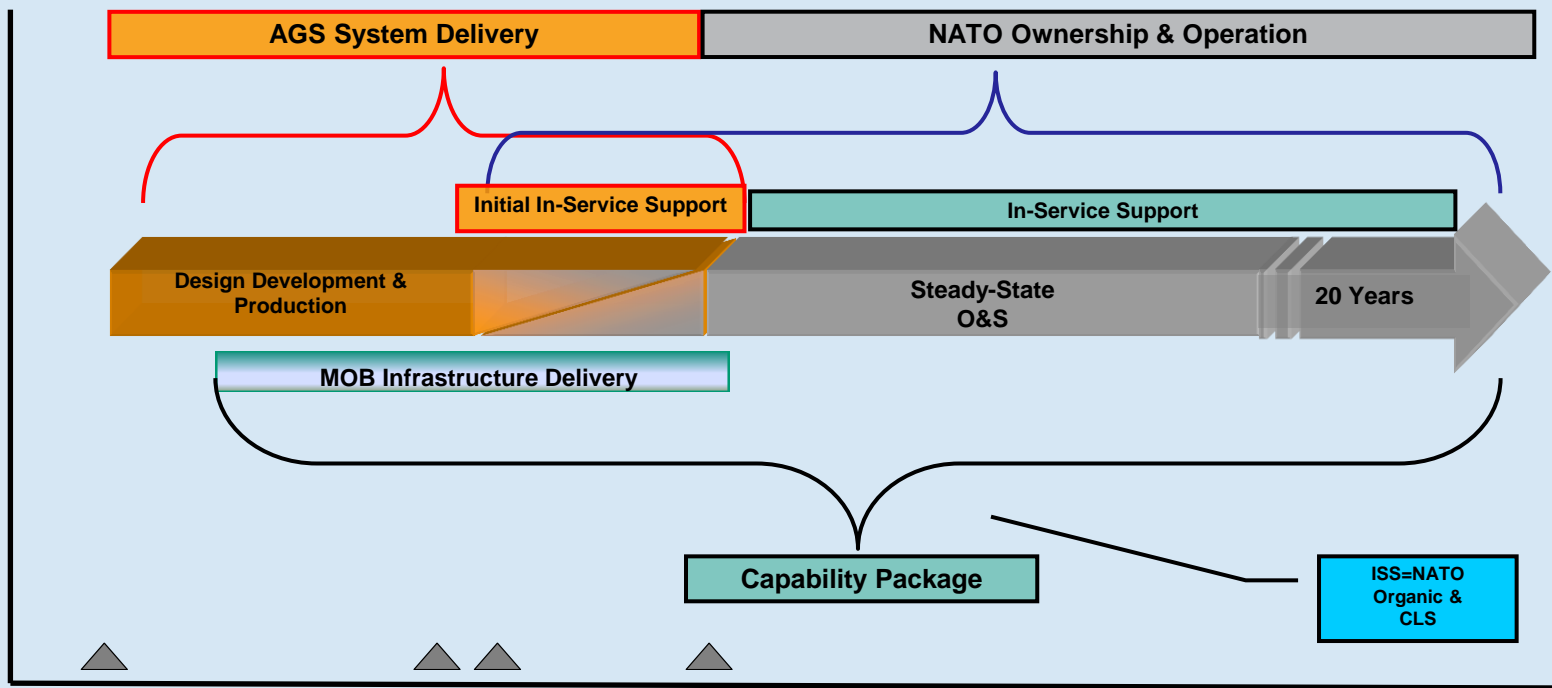 AGS System Delivery
NATO Ownership & Operation
Initial In-Service Support
In-Service Support
Design Development &
Production
Steady-State
O&S
20 Years
MOB Infrastructure Delivery
Capability Package
ISS=NATO
Organic &
CLS